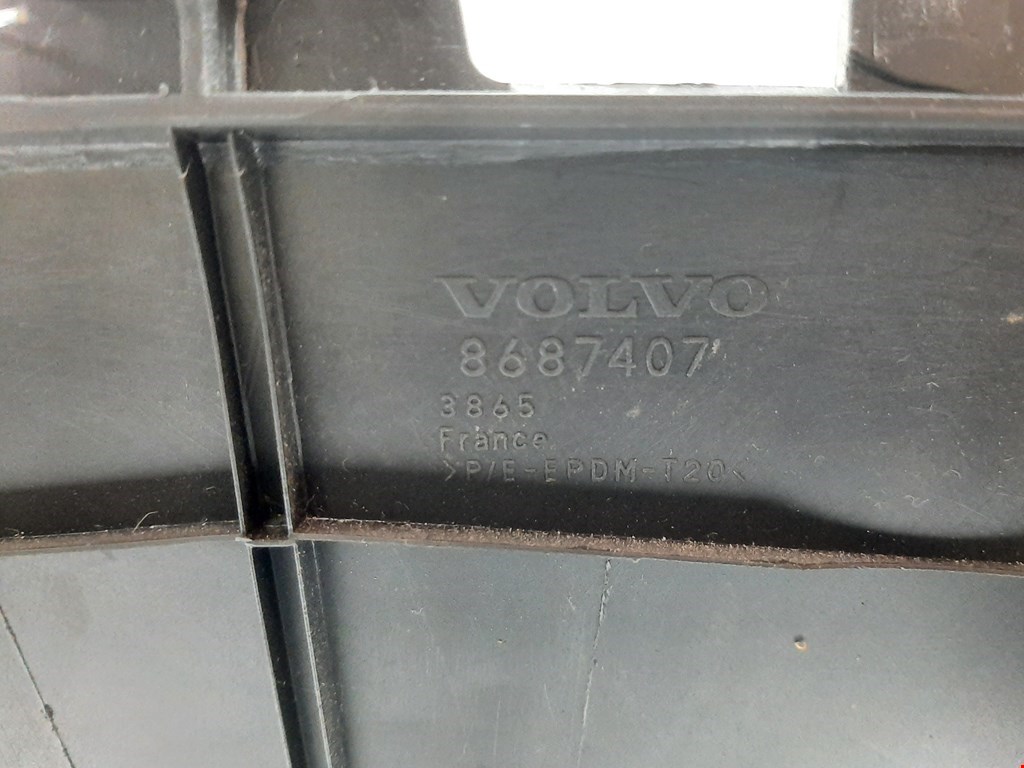 VOLVO
8687407
3865
France
>P/E-EPDM-T20<